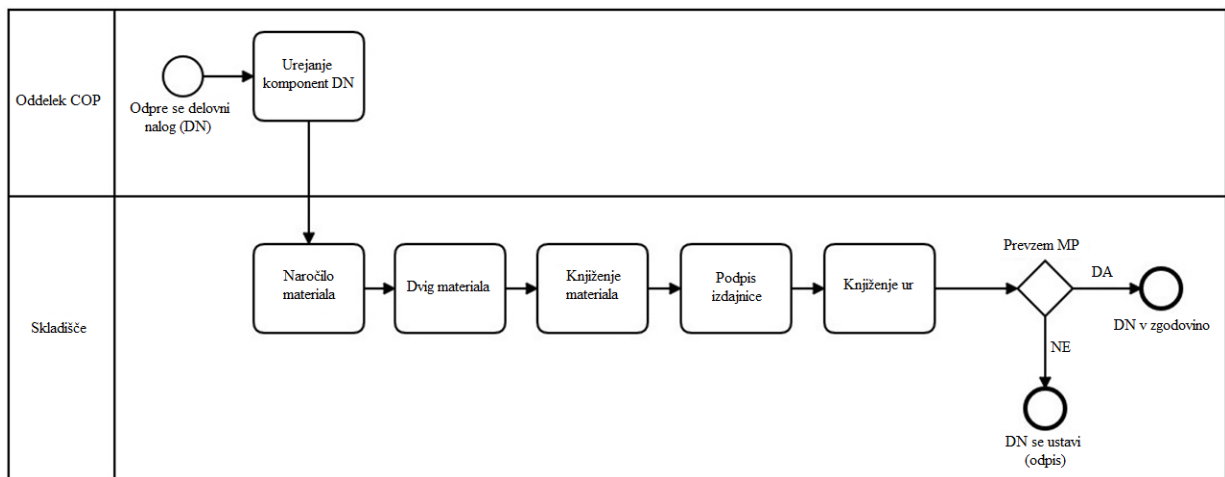 Oddelek COP
Odpre se delovni
nalog (DN)
Urejanje
komponent DN
Skladišče
Naročilo
materiala
Dvig materiala
Knjiženje
materiala
Podpis
izdajnice
Knjiženje ur
Prevzem MP
DA
DN v zgodovino
NE
DN se ustavi
(odpis)